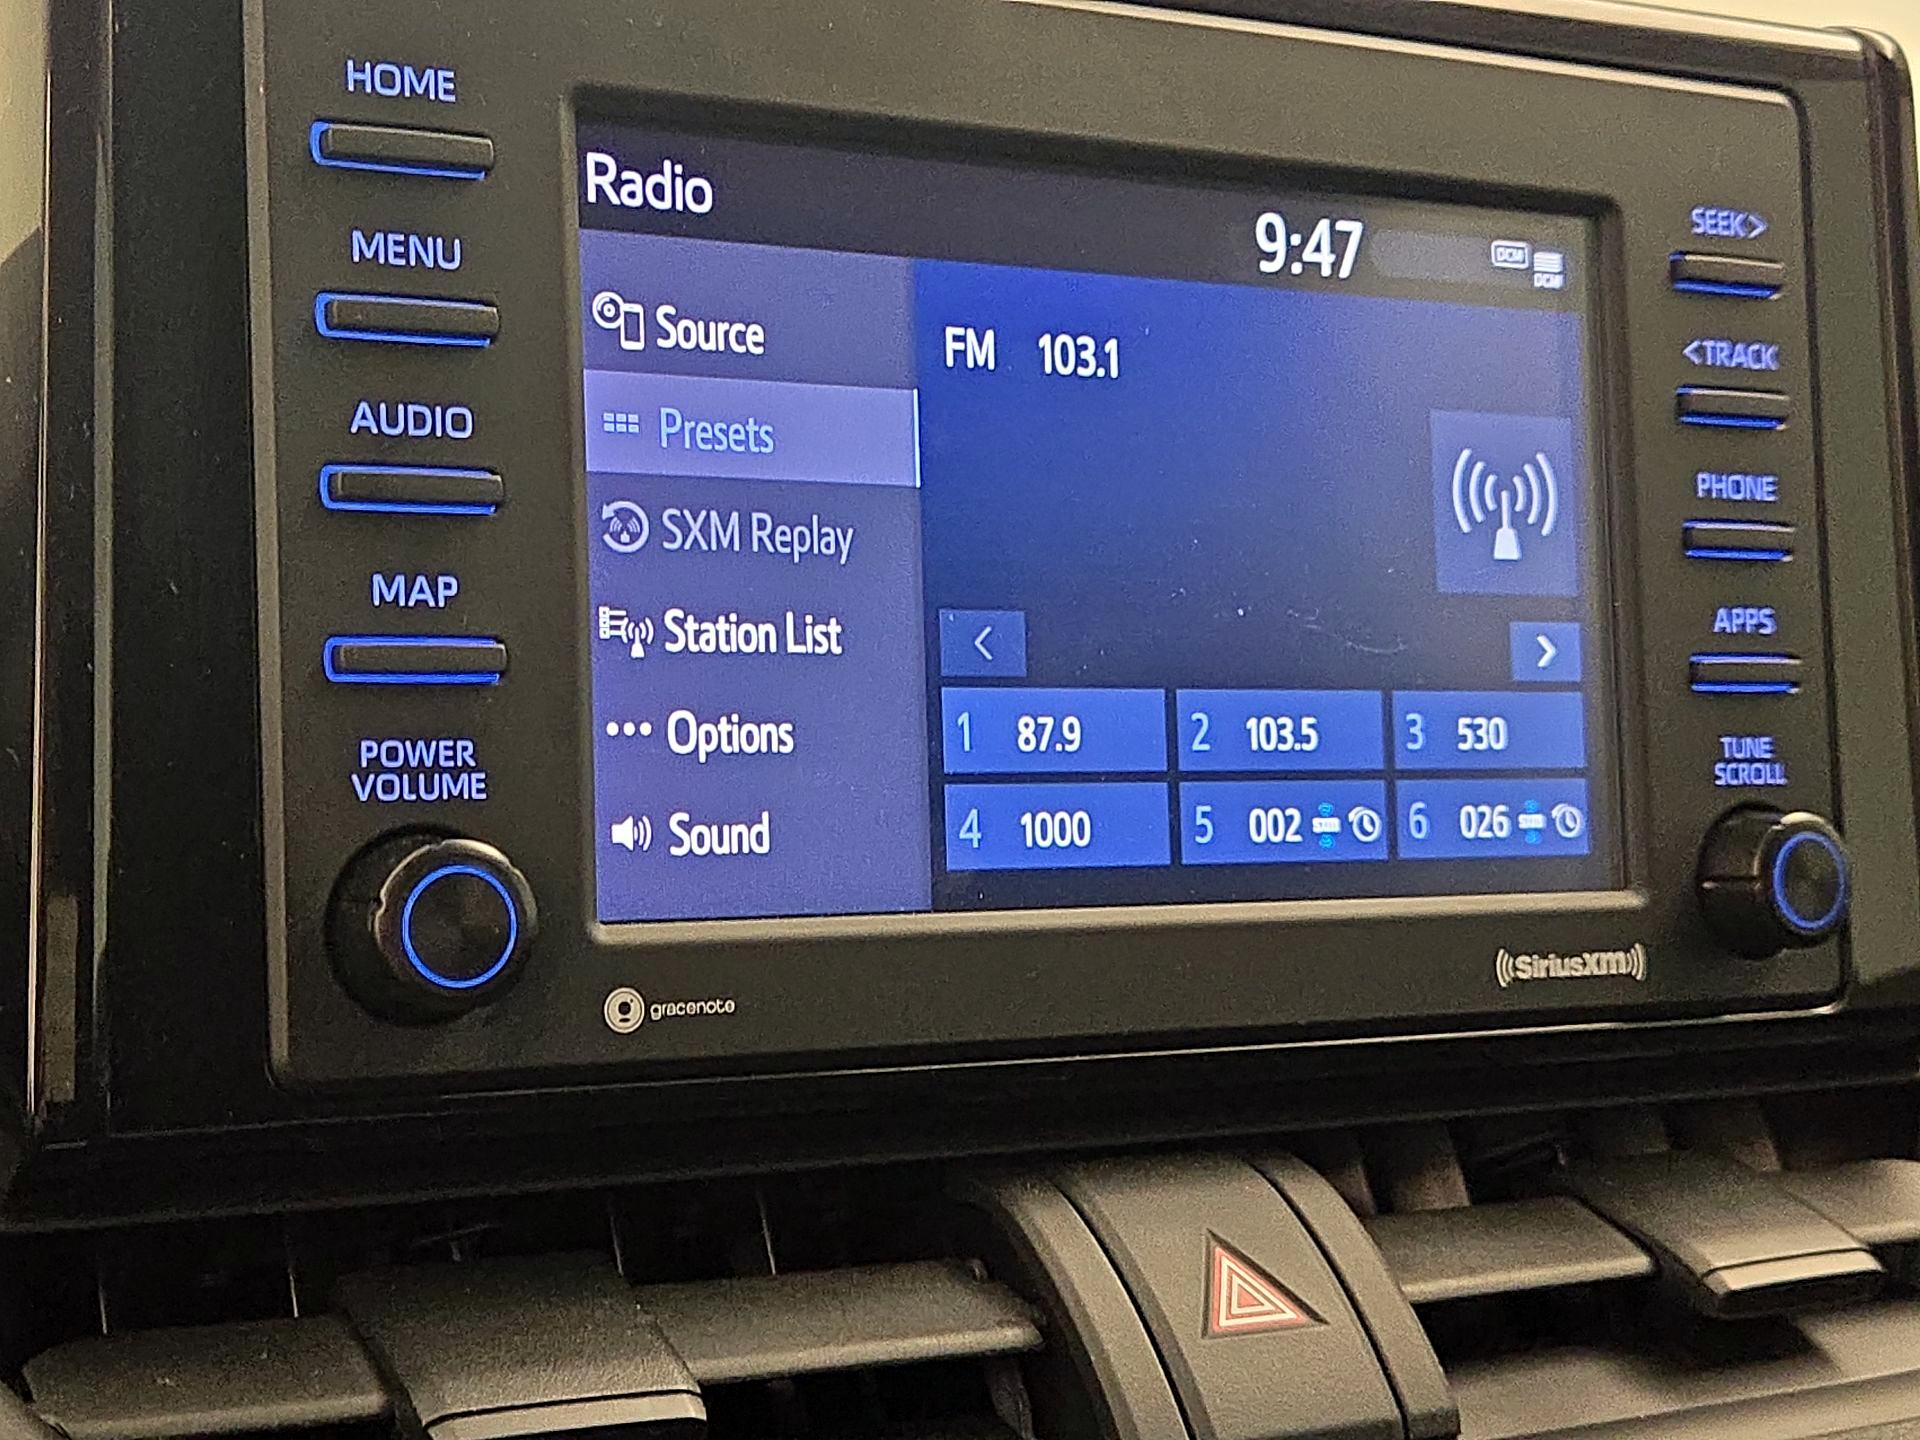 HOME
MENU
AUDIO
MAP
POWER
VOLUME
Radio
9:47
DCM
DCM
Source
Presets
SXM Replay
Station List
Options
Sound
FM 103.1
<
>
1 87.9
2 103.5
3 530
4 1000
5 002
6 026
SEEK>
<TRACK
PHONE
APPS
TUNE
SCROLL
gracenote
((SiriusXm))